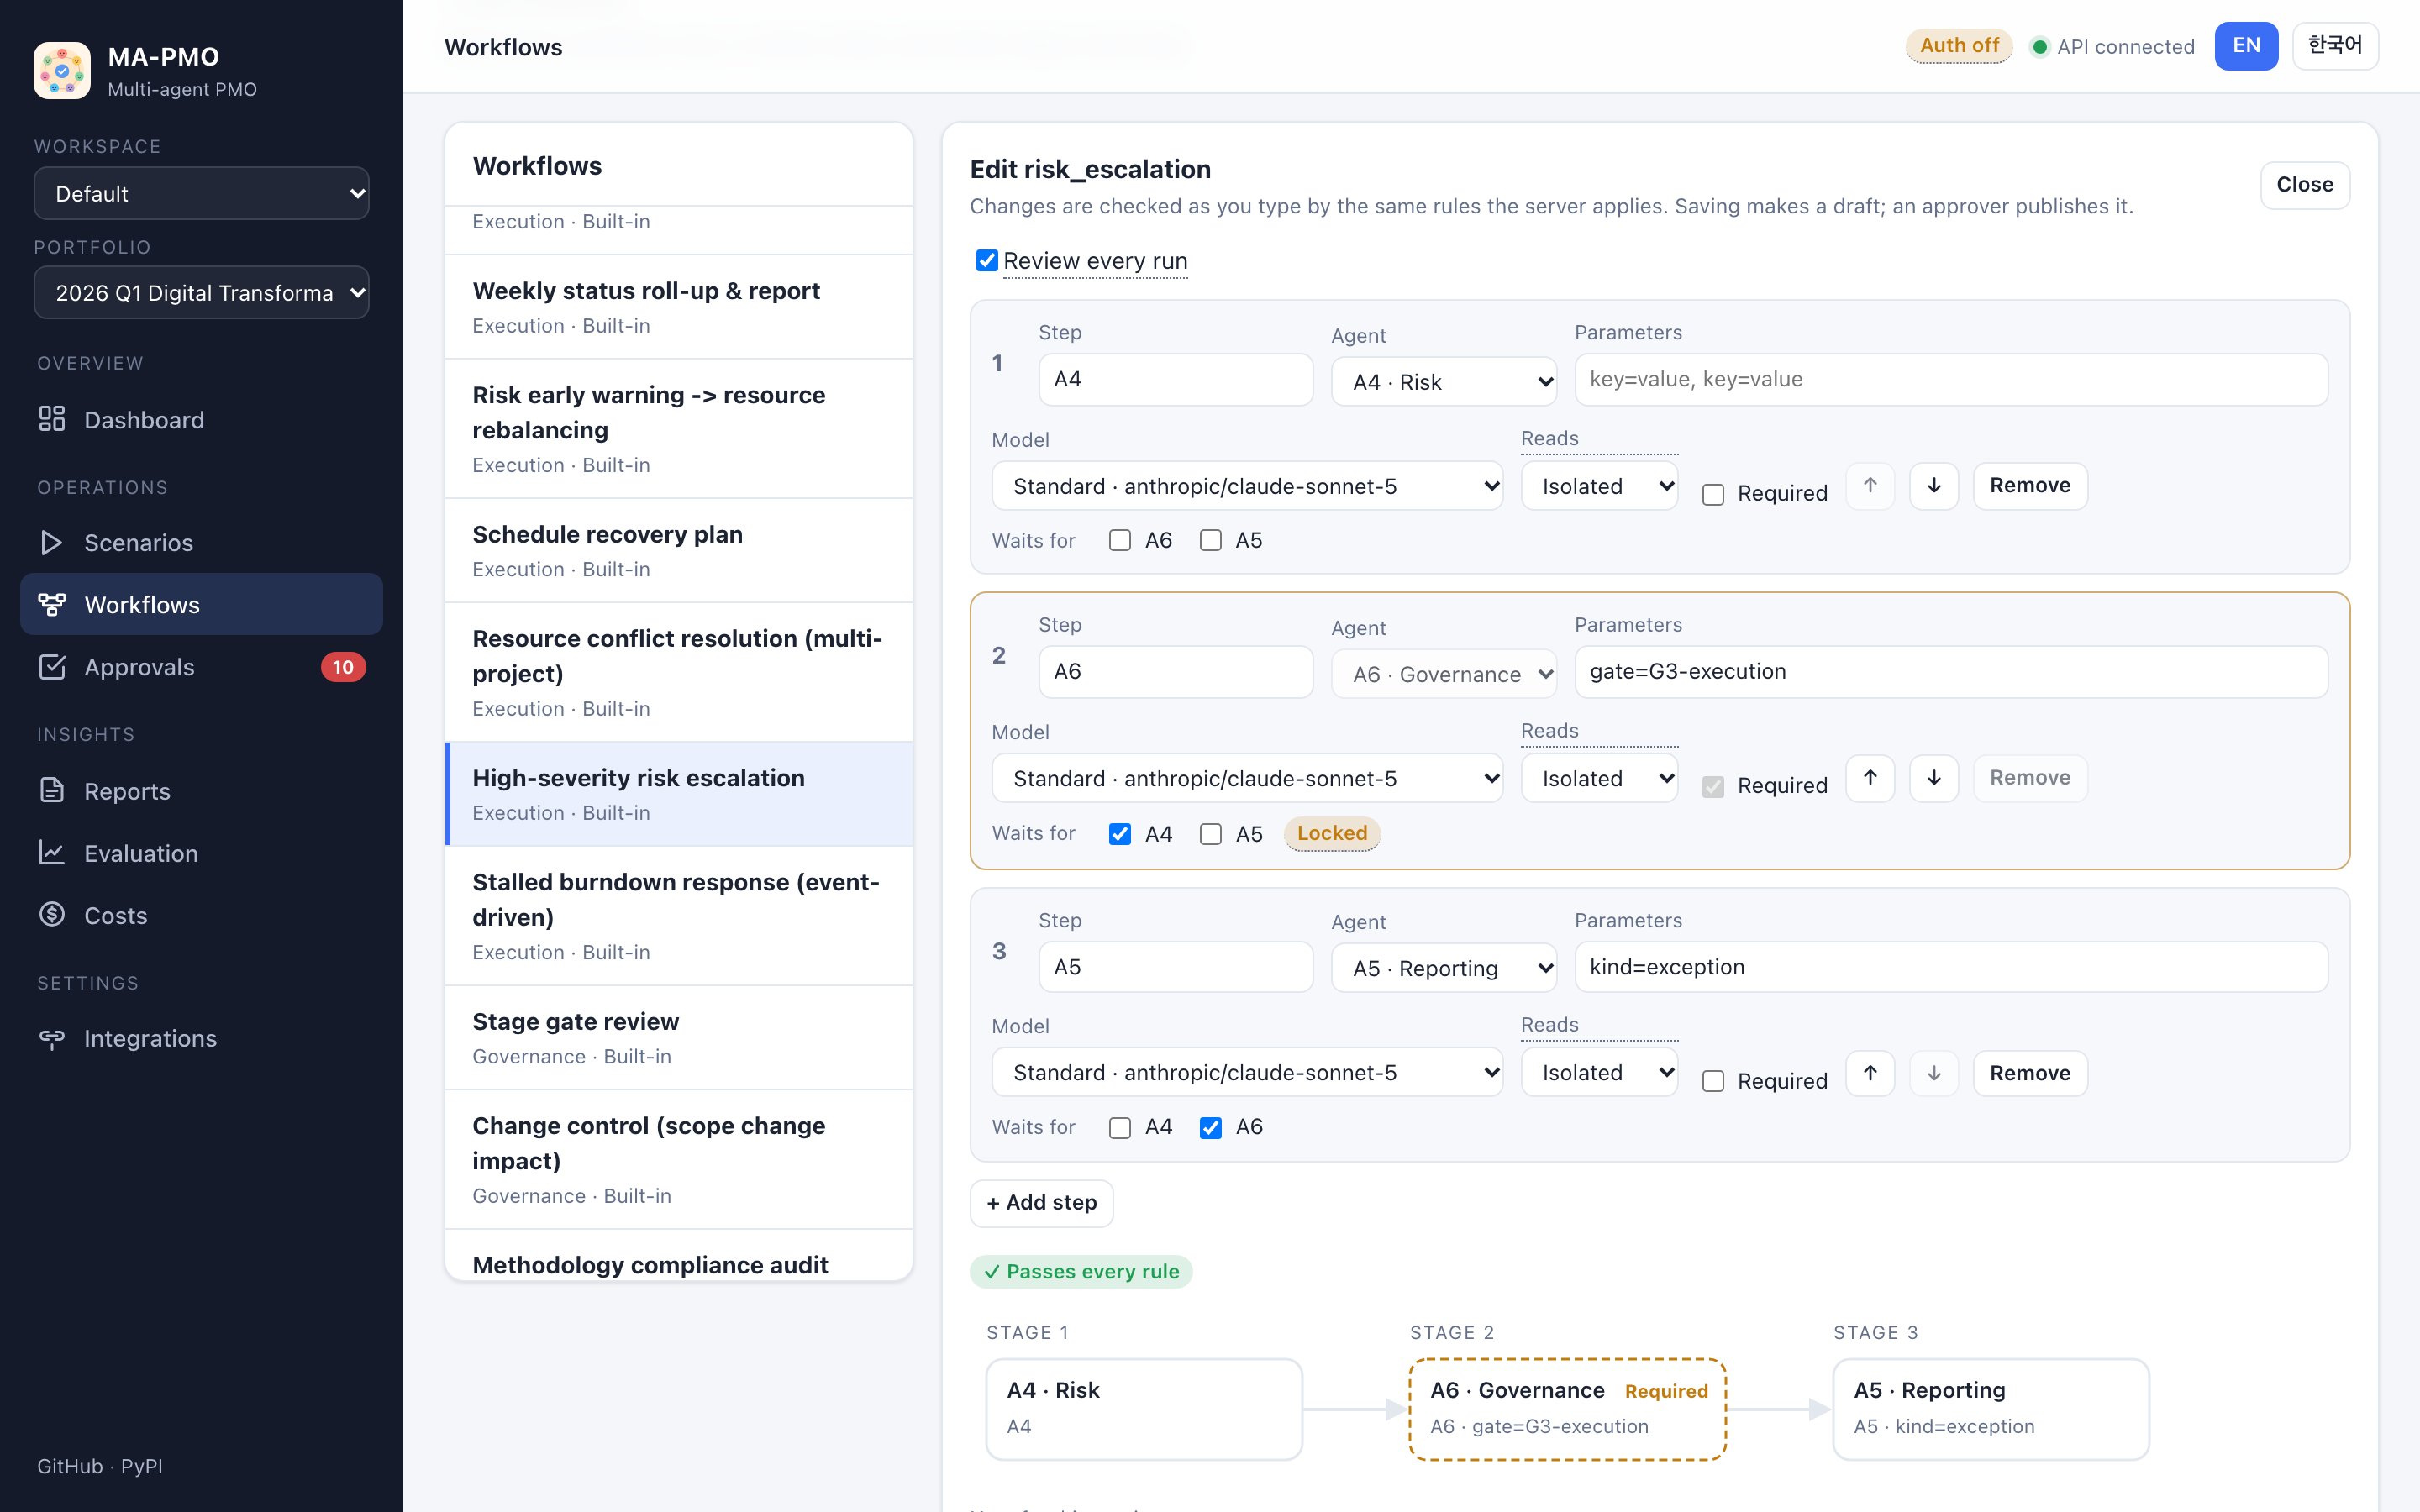 MA-PMO
Multi-agent PMO
WORKSPACE
Default
PORTFOLIO
2026 Q1 Digital Transforma
OVERVIEW
Dashboard
OPERATIONS
Scenarios
Workflows
Approvals 10
INSIGHTS
Reports
Evaluation
Costs
SETTINGS
Integrations
GitHub · PyPI
Workflows
Auth off
API connected
EN
한국어
Workflows
Execution · Built-in
Weekly status roll-up & report
Execution · Built-in
Risk early warning -> resource
rebalancing
Execution · Built-in
Schedule recovery plan
Execution · Built-in
Resource conflict resolution (multi-
project)
Execution · Built-in
High-severity risk escalation
Execution · Built-in
Stalled burndown response (event-
driven)
Execution · Built-in
Stage gate review
Governance · Built-in
Change control (scope change
impact)
Governance · Built-in
Methodology compliance audit
Edit risk_escalation
Close
Changes are checked as you type by the same rules the server applies. Saving makes a draft; an approver publishes it.
Review every run
1
Step Agent Parameters
A4 A4 · Risk key=value, key=value
Model Reads
Standard · anthropic/claude-sonnet-5 Isolated Required ↑ ↓ Remove
Waits for A6 A5
2
Step Agent Parameters
A6 A6 · Governance gate=G3-execution
Model Reads
Standard · anthropic/claude-sonnet-5 Isolated Required ↑ ↓ Remove
Waits for A4 A5 Locked
3
Step Agent Parameters
A5 A5 · Reporting kind=exception
Model Reads
Standard · anthropic/claude-sonnet-5 Isolated Required ↑ ↓ Remove
Waits for A4 A6
+ Add step
✓ Passes every rule
STAGE 1 STAGE 2 STAGE 3
A4 · Risk
A4
A6 · Governance Required
A6 · gate=G3-execution
A5 · Reporting
A5 · kind=exception